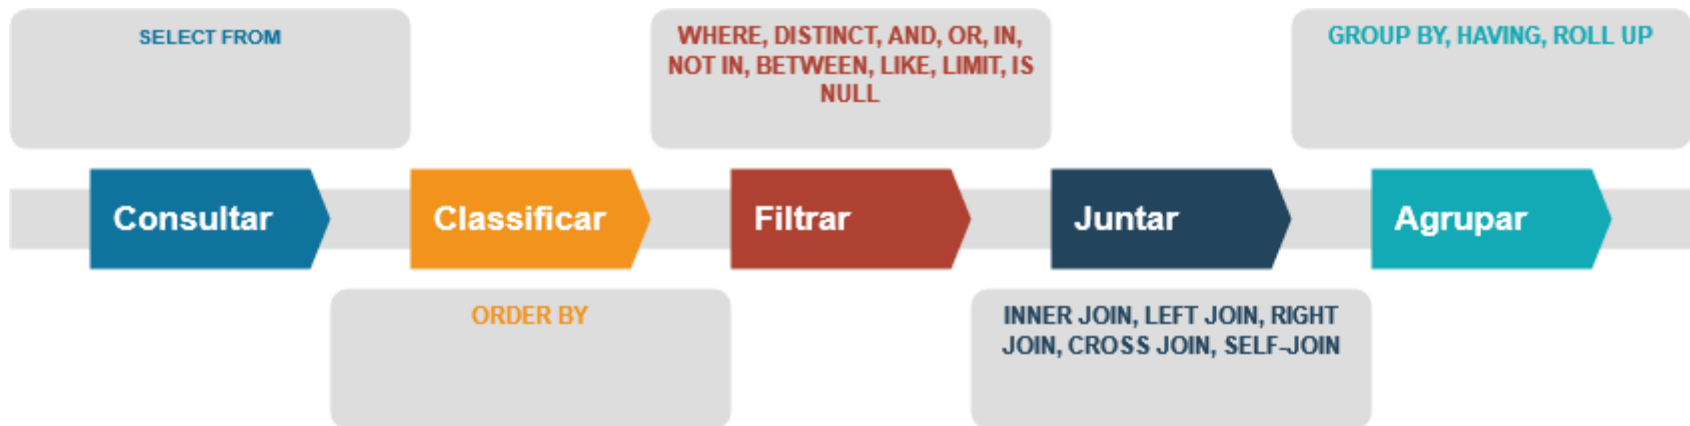 SELECT FROM
WHERE, DISTINCT, AND, OR, IN,
NOT IN, BETWEEN, LIKE, LIMIT, IS
NULL
GROUP BY, HAVING, ROLL UP
Consultar
Classificar
Filtrar
Juntar
Agrupar
ORDER BY
INNER JOIN, LEFT JOIN, RIGHT
JOIN, CROSS JOIN, SELF-JOIN